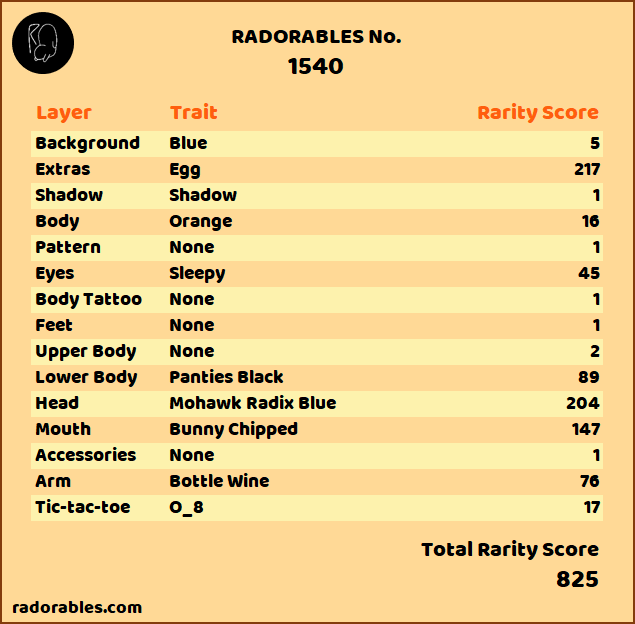 RADORABLES No.
1540
Layer Trait Rarity Score
Background Blue 5
Extras Egg 217
Shadow Shadow 1
Body Orange 16
Pattern None 1
Eyes Sleepy 45
Body Tattoo None 1
Feet None 1
Upper Body None 2
Lower Body Panties Black 89
Head Mohawk Radix Blue 204
Mouth Bunny Chipped 147
Accessories None 1
Arm Bottle Wine 76
Tic-tac-toe O_8 17
Total Rarity Score
825
radorables.com